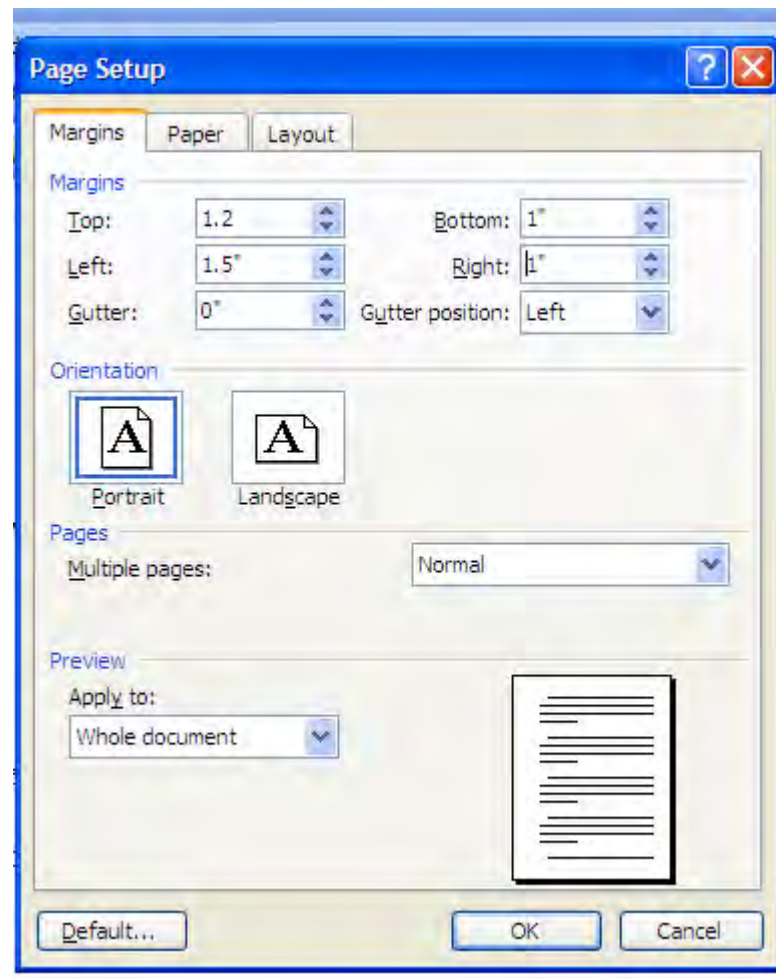 Page Setup
Margins Paper Layout
Margins
Top: 1.2 Bottom: 1"
Left: 1.5" Right: 1"
Gutter: 0" Gutter position: Left
Orientation
A A
Portrait Landscape
Pages
Multiple pages: Normal
Preview
Apply to:
Whole document
Default... OK Cancel